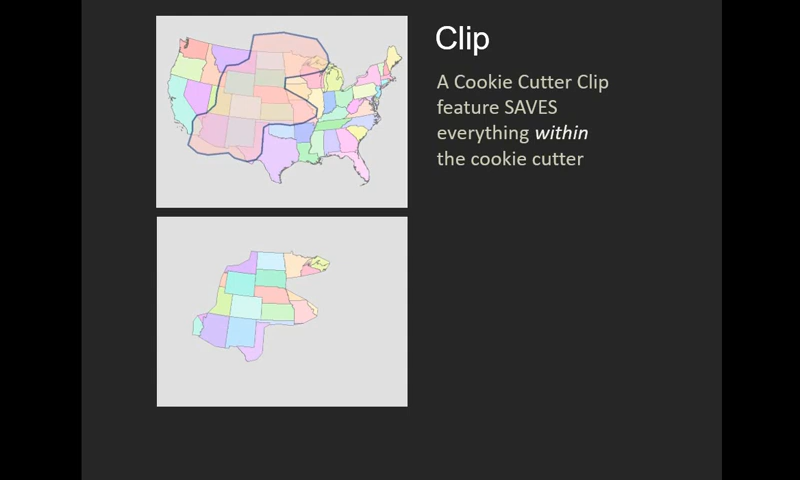 Clip
A Cookie Cutter Clip
feature SAVES
everything within
the cookie cutter